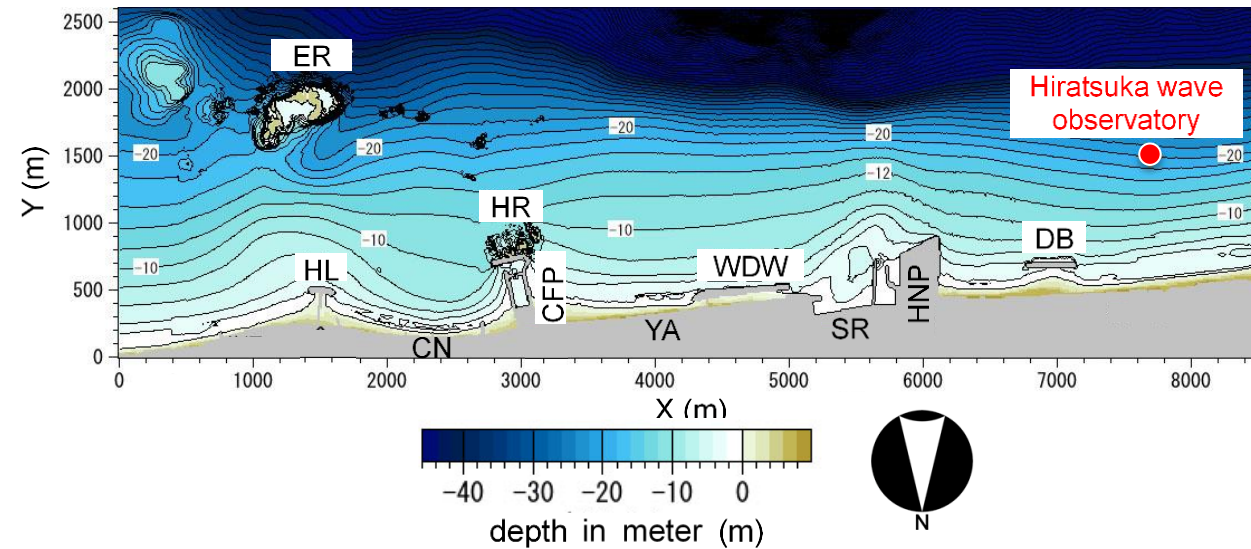 2500
2000
1500
1000
500
0
Y (m)
ER
Hiratsuka wave
observatory
-20
-20
-20
-20
-12
HR
-10
-10
-10
-10
HL
CFP
WDW
HNP
DB
CN
YA
SR
0 1000 2000 3000 4000 5000 6000 7000 8000
X (m)
-40 -30 -20 -10 0
depth in meter (m)
N